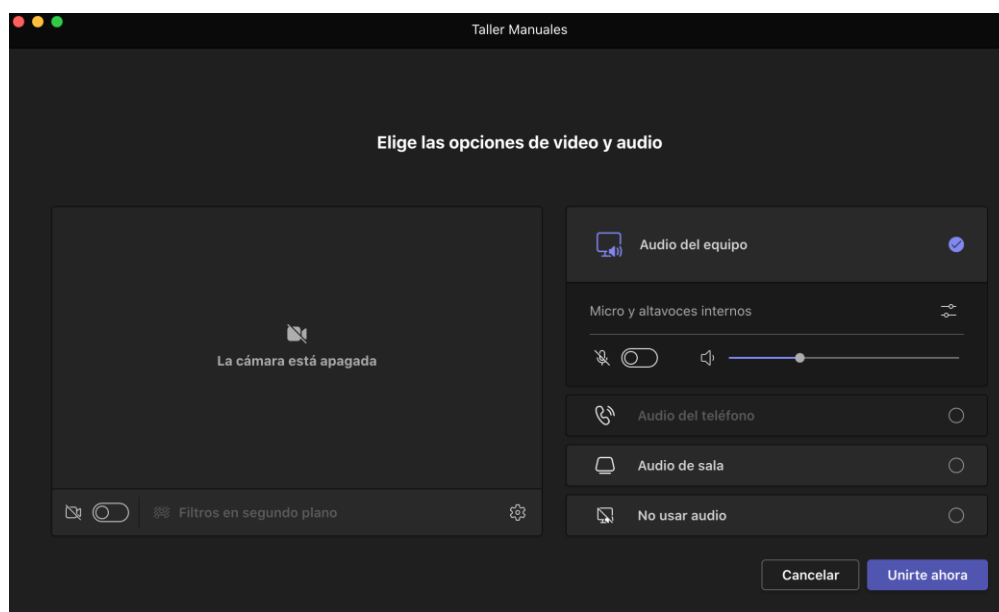 Taller Manuales
Elige las opciones de video y audio
La cámara está apagada
Filtros en segundo plano
Audio del equipo
Micro y altavoces internos
Audio del teléfono
Audio de sala
No usar audio
Cancelar
Unirte ahora